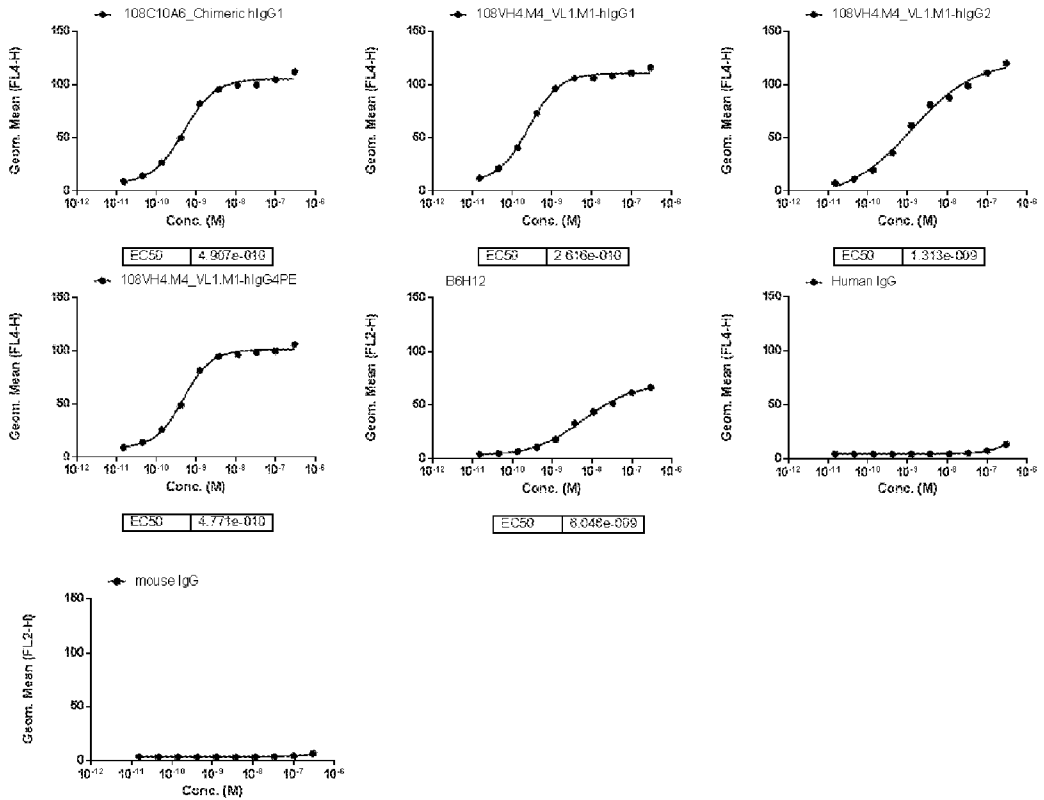 108C10A6_Chimeric hIgG1
Geom. Mean (FL4-H)
150
100
50
0
10-12 10-11 10-10 10-9 10-8 10-7 10-6
Conc. (M)
EC50 4.907e-010
108VH4.M4_VL1.M1-hIgG1
Geom. Mean (FL4-H)
150
100
50
0
10-12 10-11 10-10 10-9 10-8 10-7 10-6
Conc. (M)
EC50 2.616e-010
108VH4.M4_VL1.M1-hIgG2
Geom. Mean (FL4-H)
150
100
50
0
10-12 10-11 10-10 10-9 10-8 10-7 10-6
Conc. (M)
EC50 1.313e-009
108VH4.M4_VL1.M1-hIgG4PE
Geom. Mean (FL4-H)
150
100
50
0
10-12 10-11 10-10 10-9 10-8 10-7 10-6
Conc. (M)
EC50 4.771e-010
B6H12
Geom. Mean (FL2-H)
150
100
50
0
10-12 10-11 10-10 10-9 10-8 10-7 10-6
Conc. (M)
EC50 6.046e-009
Human IgG
Geom. Mean (FL4-H)
150
100
50
0
10-12 10-11 10-10 10-9 10-8 10-7 10-6
Conc. (M)
mouse IgG
Geom. Mean (FL2-H)
150
100
50
0
10-12 10-11 10-10 10-9 10-8 10-7 10-6
Conc. (M)